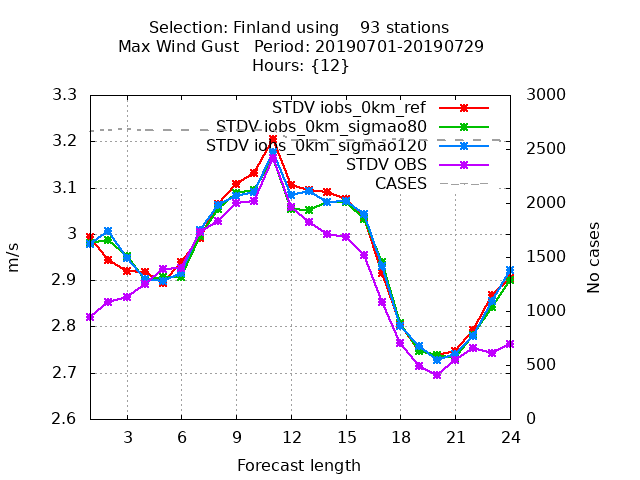 Selection: Finland using    93 stations
Max Wind Gust   Period: 20190701-20190729
Hours: {12}
3.3
3.2
3.1
3
2.9
2.8
2.7
2.6
m/s
STDV iobs_0km_ref
STDV iobs_0km_sigmao80
STDV iobs_0km_sigmao120
STDV OBS
CASES
3000
2500
2000
1500
1000
500
0
No cases
3 6 9 12 15 18 21 24
Forecast length